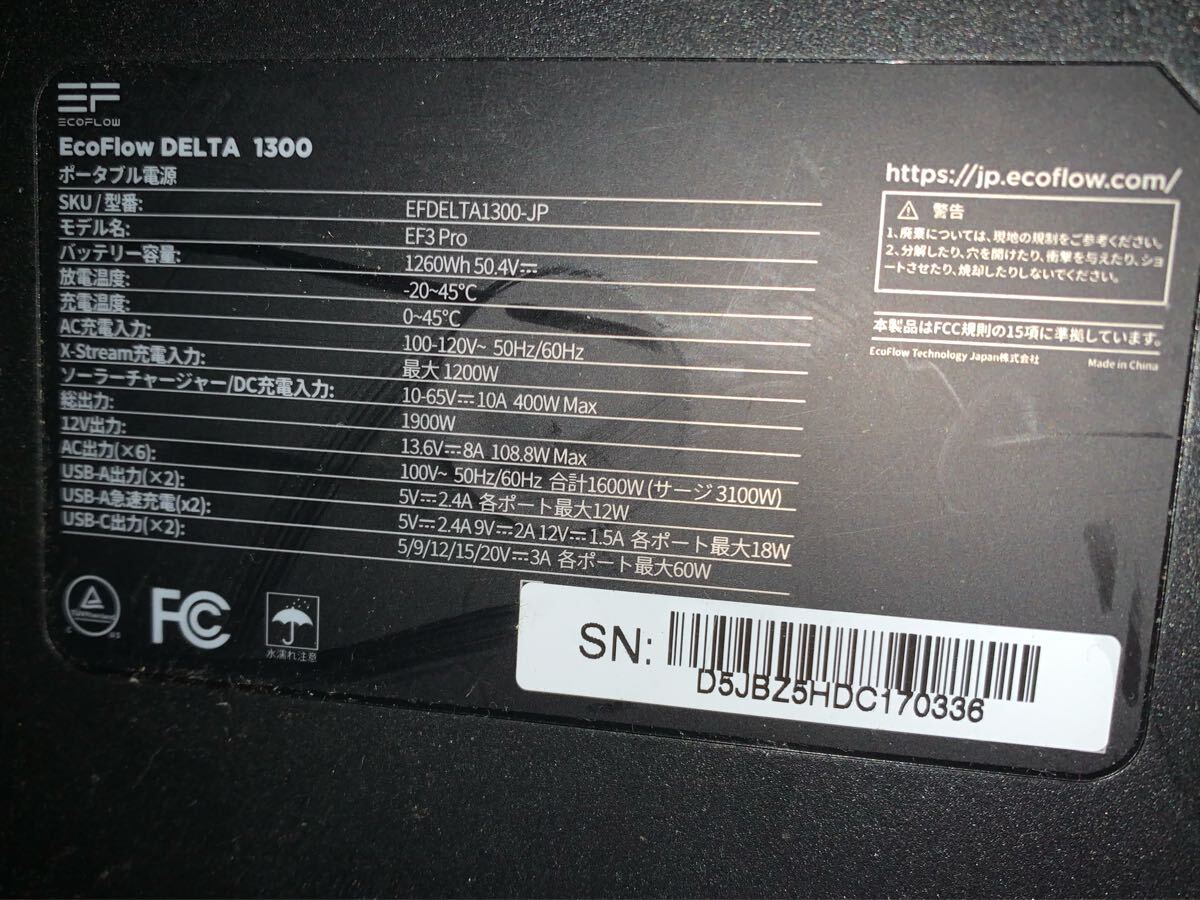 EF
ECOFLOW
EcoFlow DELTA 1300
ポータブル電源
SKU / 型番: EFDELTA1300-JP
モデル名: EF3 Pro
バッテリー容量: 1260Wh 50.4V⎓
放電温度: -20~45°C
充電温度: 0~45°C
AC充電入力: 100-120V~ 50Hz/60Hz
X-Stream充電入力: 最大 1200W
ソーラーチャージャー/DC充電入力: 10-65V⎓10A 400W Max
総出力: 1900W
12V出力: 13.6V⎓8A 108.8W Max
AC出力(×6): 100V~ 50Hz/60Hz 合計1600W (サージ 3100W)
USB-A出力(×2): 5V⎓2.4A 各ポート最大12W
USB-A急速充電(x2): 5V⎓2.4A 9V⎓2A 12V⎓1.5A 各ポート最大18W
USB-C出力(×2): 5/9/12/15/20V⎓3A 各ポート最大60W
FC
水濡れ注意
https://jp.ecoflow.com/
警告
1、廃棄については、現地の規制をご参考ください。
2、分解したり、穴を開けたり、衝撃を与えたり、ショ
ートさせたり、焼却したりしないでください。
本製品はFCC規則の15項に準拠しています。
EcoFlow Technology Japan株式会社 Made in China
SN:
D5JBZ5HDC170336